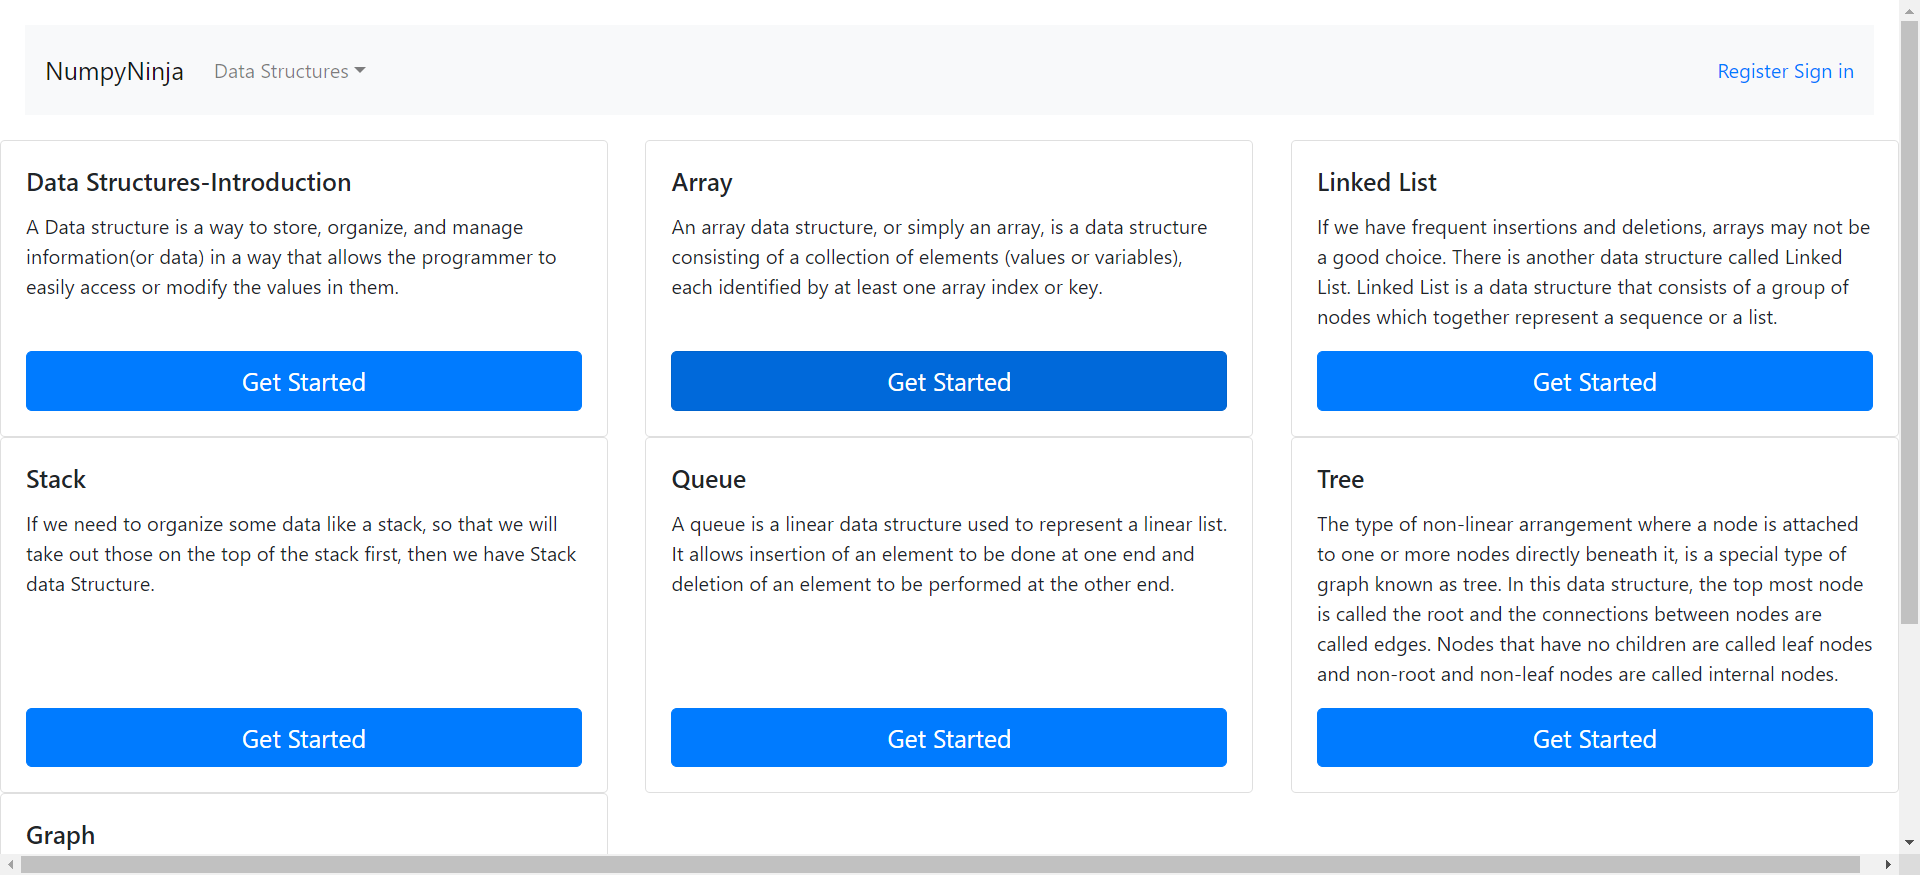 NumpyNinja
Data Structures
Register Sign in
Data Structures-Introduction
A Data structure is a way to store, organize, and manage
information(or data) in a way that allows the programmer to
easily access or modify the values in them.
Get Started
Array
An array data structure, or simply an array, is a data structure
consisting of a collection of elements (values or variables),
each identified by at least one array index or key.
Get Started
Linked List
If we have frequent insertions and deletions, arrays may not be
a good choice. There is another data structure called Linked
List. Linked List is a data structure that consists of a group of
nodes which together represent a sequence or a list.
Get Started
Stack
If we need to organize some data like a stack, so that we will
take out those on the top of the stack first, then we have Stack
data Structure.
Get Started
Queue
A queue is a linear data structure used to represent a linear list.
It allows insertion of an element to be done at one end and
deletion of an element to be performed at the other end.
Get Started
Tree
The type of non-linear arrangement where a node is attached
to one or more nodes directly beneath it, is a special type of
graph known as tree. In this data structure, the top most node
is called the root and the connections between nodes are
called edges. Nodes that have no children are called leaf nodes
and non-root and non-leaf nodes are called internal nodes.
Get Started
Graph